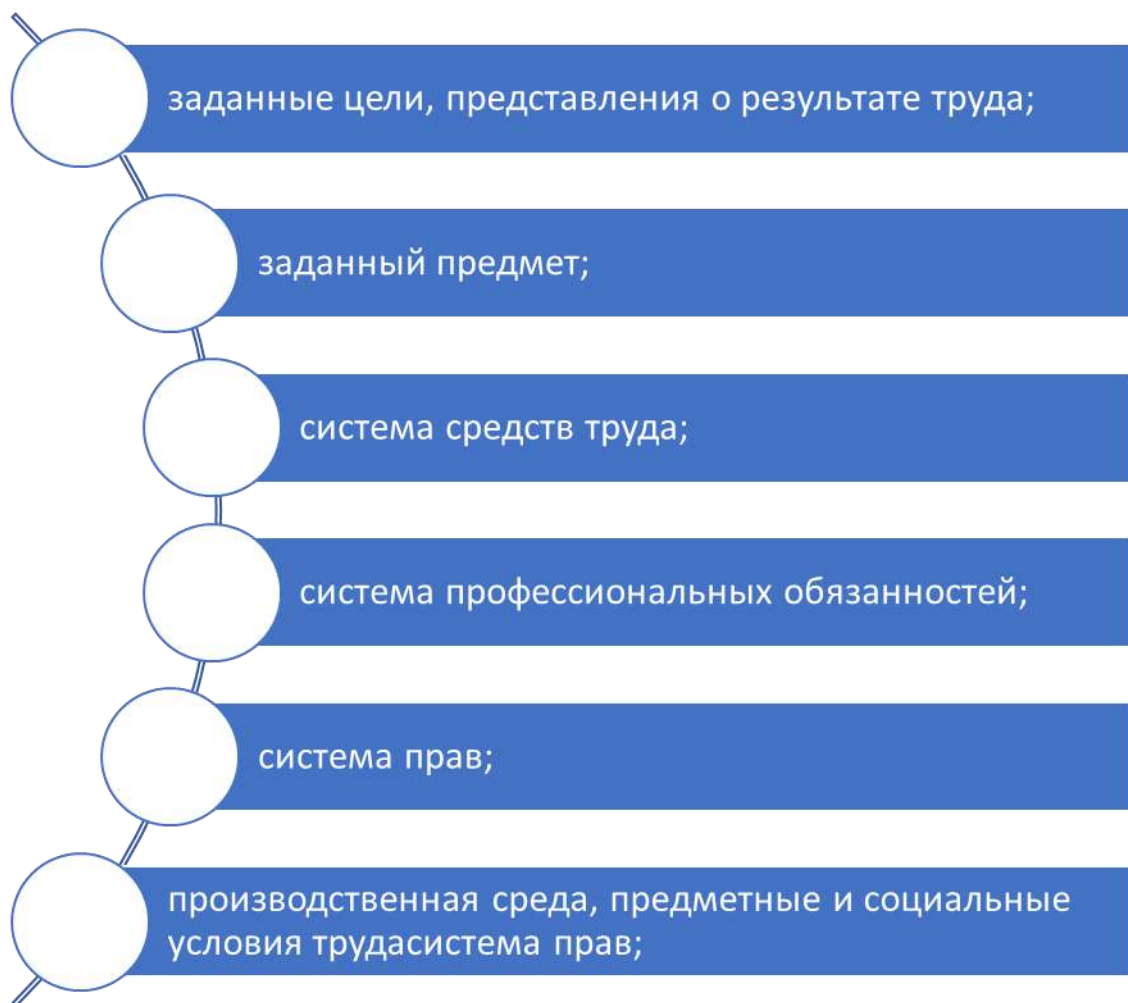 заданные цели, представления о результате труда;
заданный предмет;
система средств труда;
система профессиональных обязанностей;
система прав;
производственная среда, предметные и социальные
условия трудасистема прав;